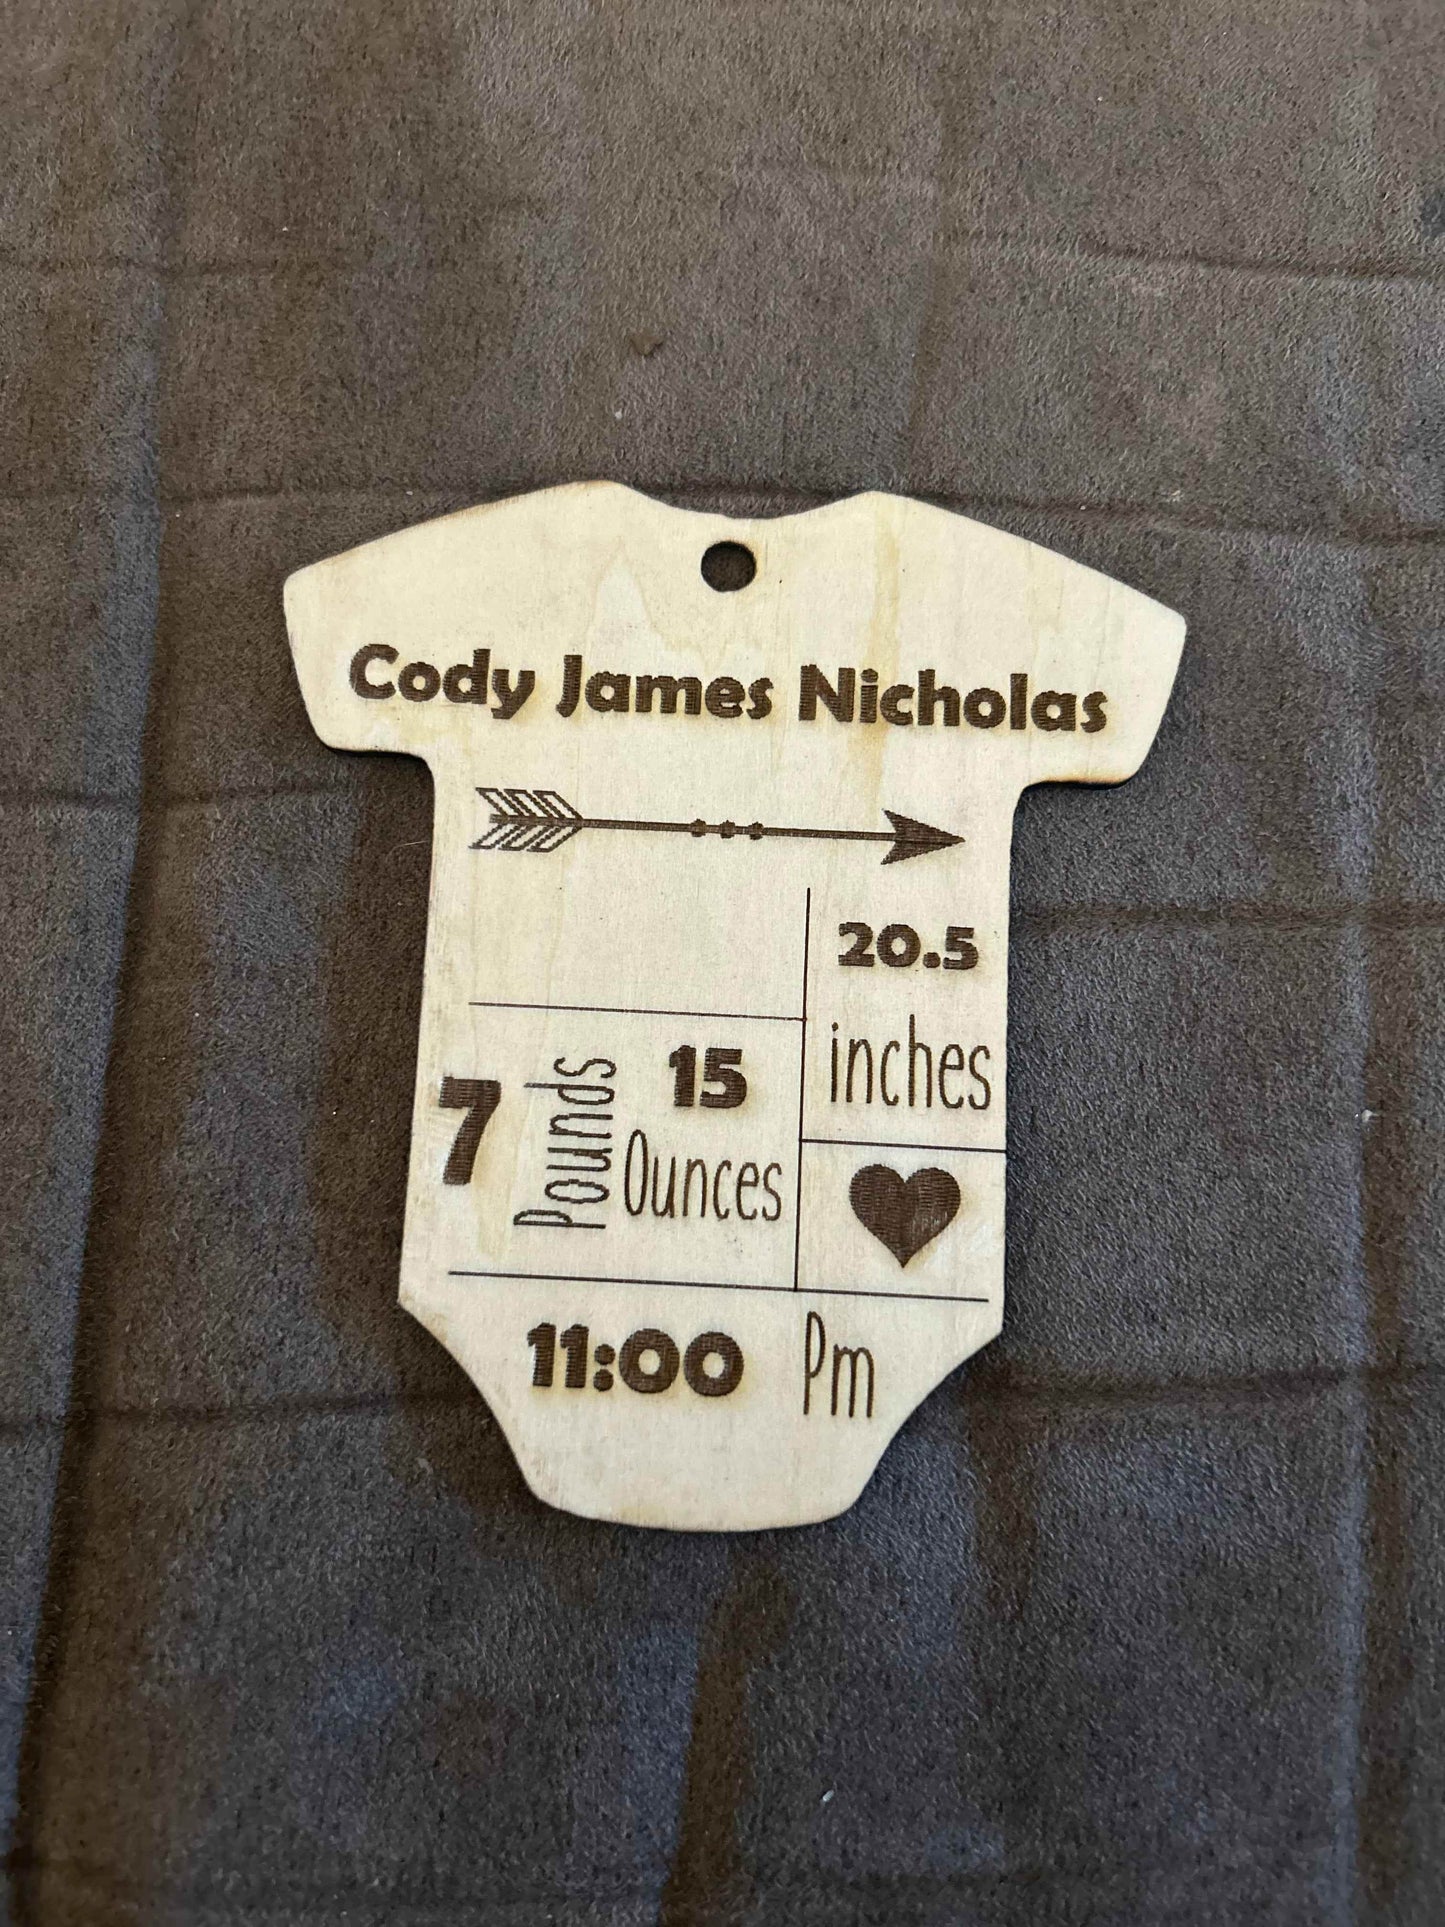 Cody James Nicholas
20.5
inches
7
Pounds
15
Ounces
11:00 Pm